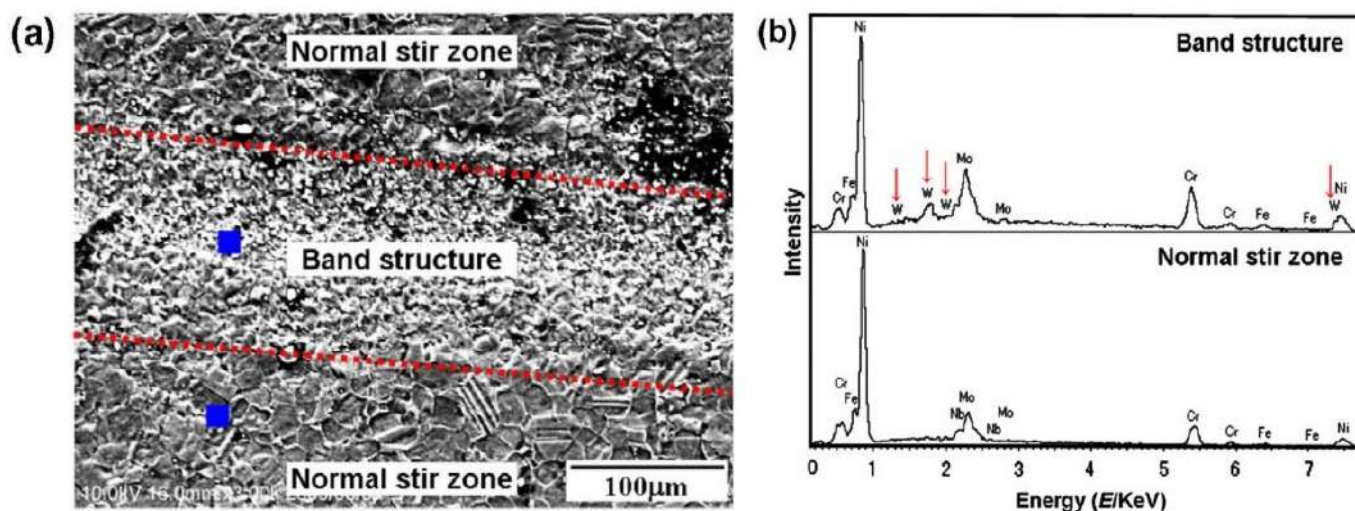 (a)
Normal stir zone
Band structure
Normal stir zone
100μm
(b)
Band structure
Ni
Cr
Fe
W
W
W
Mo
Mo
Cr
Cr
Fe
Fe
W
Ni
Normal stir zone
Cr
Fe
Ni
Nb
Mo
Nb
Mo
Cr
Cr
Fe
Fe
Ni
Intensity
0 1 2 3 4 5 6 7
Energy (E/KeV)